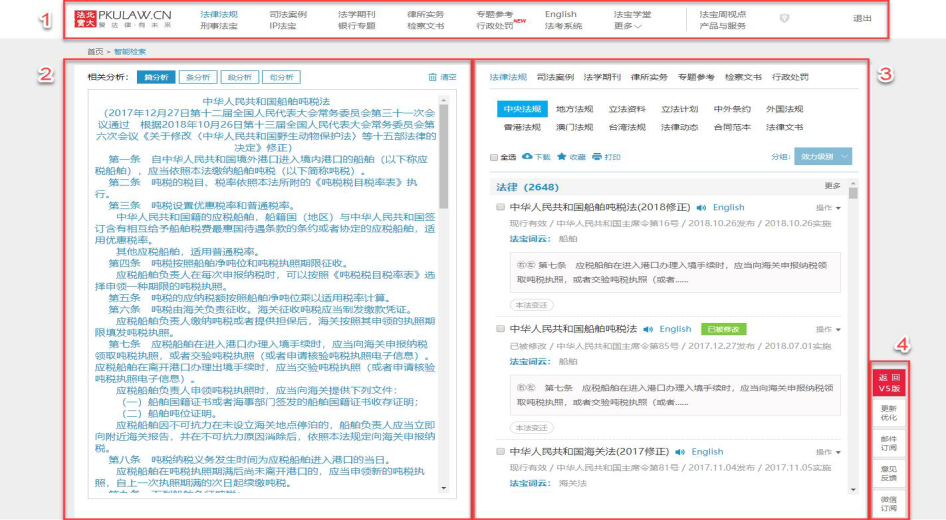 1
北大法宝 PKULAW.CN
爱 法 律 · 有 未 来
法律法规 司法案例 法学期刊 律所实务 专题参考 English 法宝学堂 法宝周视点
刑事法宝 IP法宝 银行专题 检察文书 行政处罚 NEW 法考系统 更多 产品与服务
退出
首页 > 智能检索
2
相关分析： 篇分析 条分析 段分析 句分析 清空
中华人民共和国船舶吨税法
（2017年12月27日第十二届全国人民代表大会常务委员会第三十一次会
议通过 根据2018年10月26日第十三届全国人民代表大会常务委员会第
六次会议《关于修改〈中华人民共和国野生动物保护法〉等十五部法律的
决定》修正）
第一条 自中华人民共和国境外港口进入境内港口的船舶（以下称应
税船舶），应当依照本法缴纳船舶吨税（以下简称吨税）。
第二条 吨税的税目、税率依照本法所附的《吨税税目税率表》执
行。
第三条 吨税设置优惠税率和普通税率。
中华人民共和国籍的应税船舶，船籍国（地区）与中华人民共和国签
订含有相互给予船舶税费最惠国待遇条款的条约或者协定的应税船舶，适
用优惠税率。
其他应税船舶，适用普通税率。
第四条 吨税按照船舶净吨位和吨税执照期限征收。
应税船舶负责人在每次申报纳税时，可以按照《吨税税目税率表》选
择申领一种期限的吨税执照。
第五条 吨税的应纳税额按照船舶净吨位乘以适用税率计算。
第六条 吨税由海关负责征收。海关征收吨税应当制发缴款凭证。
应税船舶负责人缴纳吨税或者提供担保后，海关按照其申领的执照期
限填发吨税执照。
第七条 应税船舶在进入港口办理入境手续时，应当向海关申报纳税
领取吨税执照，或者交验吨税执照（或者申请核验吨税执照电子信息）。
应税船舶在离开港口办理出境手续时，应当交验吨税执照（或者申请核验
吨税执照电子信息）。
应税船舶负责人申领吨税执照时，应当向海关提供下列文件：
（一）船舶国籍证书或者海事部门签发的船舶国籍证书收存证明；
（二）船舶吨位证明。
应税船舶因不可抗力在未设立海关地点停泊的，船舶负责人应当立即
向附近海关报告，并在不可抗力原因消除后，依照本法规定向海关申报纳
税。
第八条 吨税纳税义务发生时间为应税船舶进入港口的当日。
应税船舶在吨税执照期满后尚未离开港口的，应当申领新的吨税执
照，自上一次执照期满的次日起续缴吨税。
3
法律法规 司法案例 法学期刊 律所实务 专题参考 检察文书 行政处罚
中央法规 地方法规 立法资料 立法计划 中外条约 外国法规
香港法规 澳门法规 台湾法规 法律动态 合同范本 法律文书
全选 下载 收藏 打印 分组： 效力级别
法律（2648） 更多
中华人民共和国船舶吨税法(2018修正) English 操作
现行有效 / 中华人民共和国主席令第16号 / 2018.10.26发布 / 2018.10.26实施
法宝词云： 船舶
第七条 应税船舶在进入港口办理入境手续时，应当向海关申报纳税领
取吨税执照，或者交验吨税执照（或者......
本法变迁
中华人民共和国船舶吨税法 English 已被修改 操作
已被修改 / 中华人民共和国主席令第85号 / 2017.12.27发布 / 2018.07.01实施
法宝词云： 船舶
第七条 应税船舶在进入港口办理入境手续时，应当向海关申报纳税领
取吨税执照，或者交验吨税执照（或者......
本法变迁
中华人民共和国海关法(2017修正) English 操作
现行有效 / 中华人民共和国主席令第81号 / 2017.11.04发布 / 2017.11.05实施
法宝词云： 海关法
4
返 回
V5版
更新
优化
邮件
订阅
意见
反馈
微信
订阅